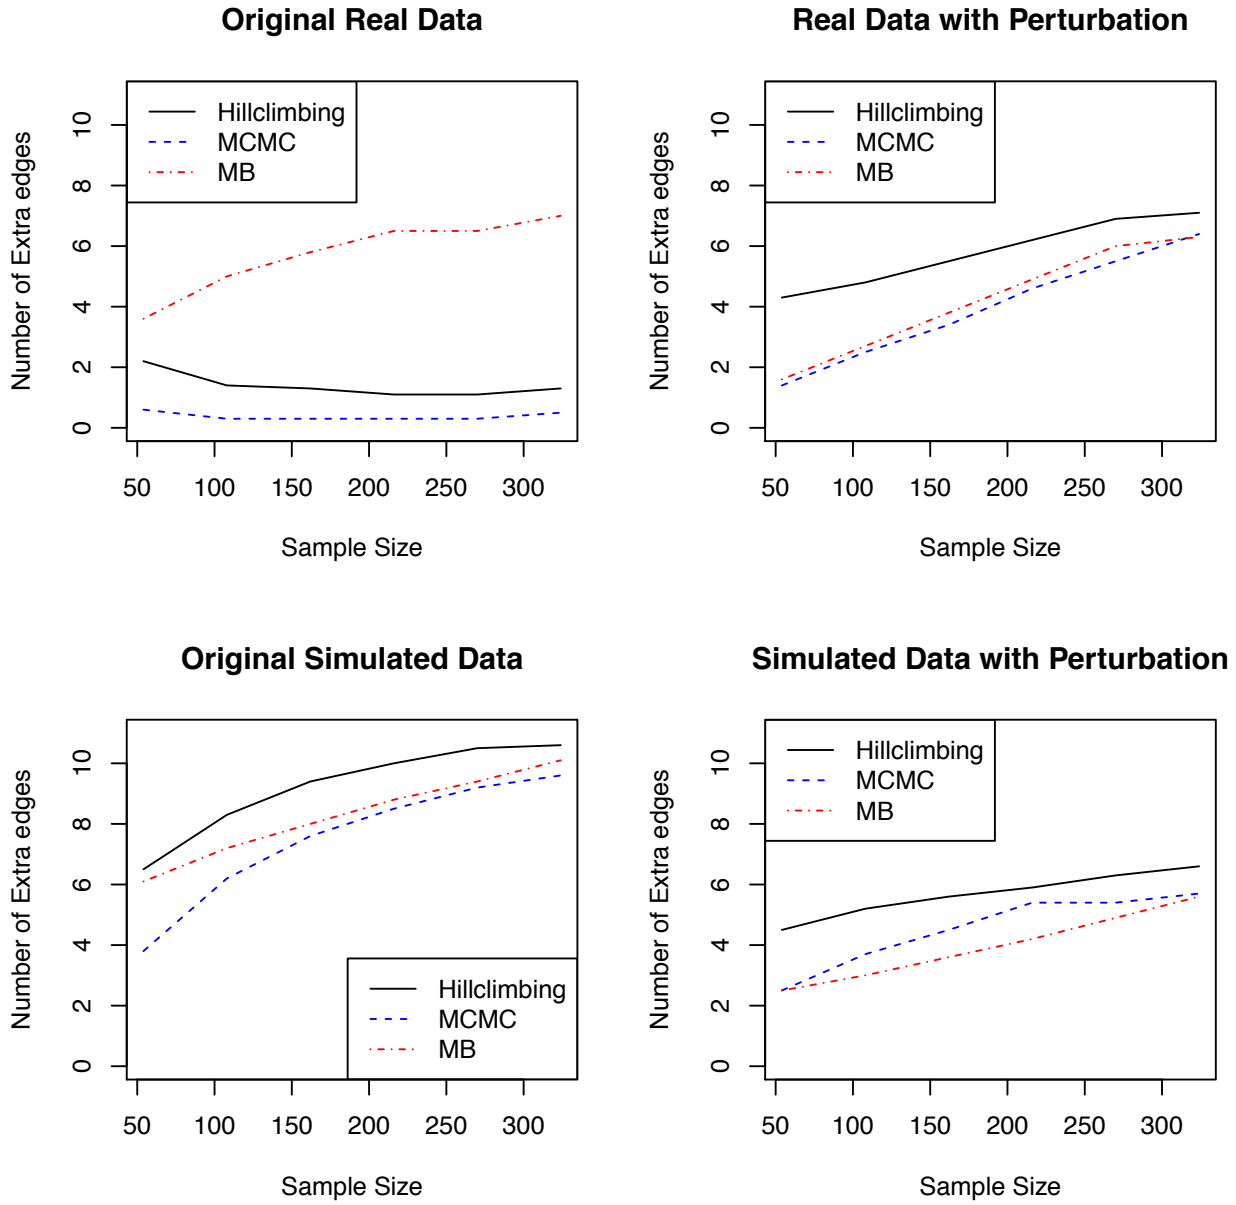 Original Real Data
Number of Extra edges
10
8
6
4
2
0
Hillclimbing
MCMC
MB
50 100 150 200 250 300
Sample Size
Real Data with Perturbation
Number of Extra edges
10
8
6
4
2
0
Hillclimbing
MCMC
MB
50 100 150 200 250 300
Sample Size
Original Simulated Data
Number of Extra edges
10
8
6
4
2
0
Hillclimbing
MCMC
MB
50 100 150 200 250 300
Sample Size
Simulated Data with Perturbation
Number of Extra edges
10
8
6
4
2
0
Hillclimbing
MCMC
MB
50 100 150 200 250 300
Sample Size